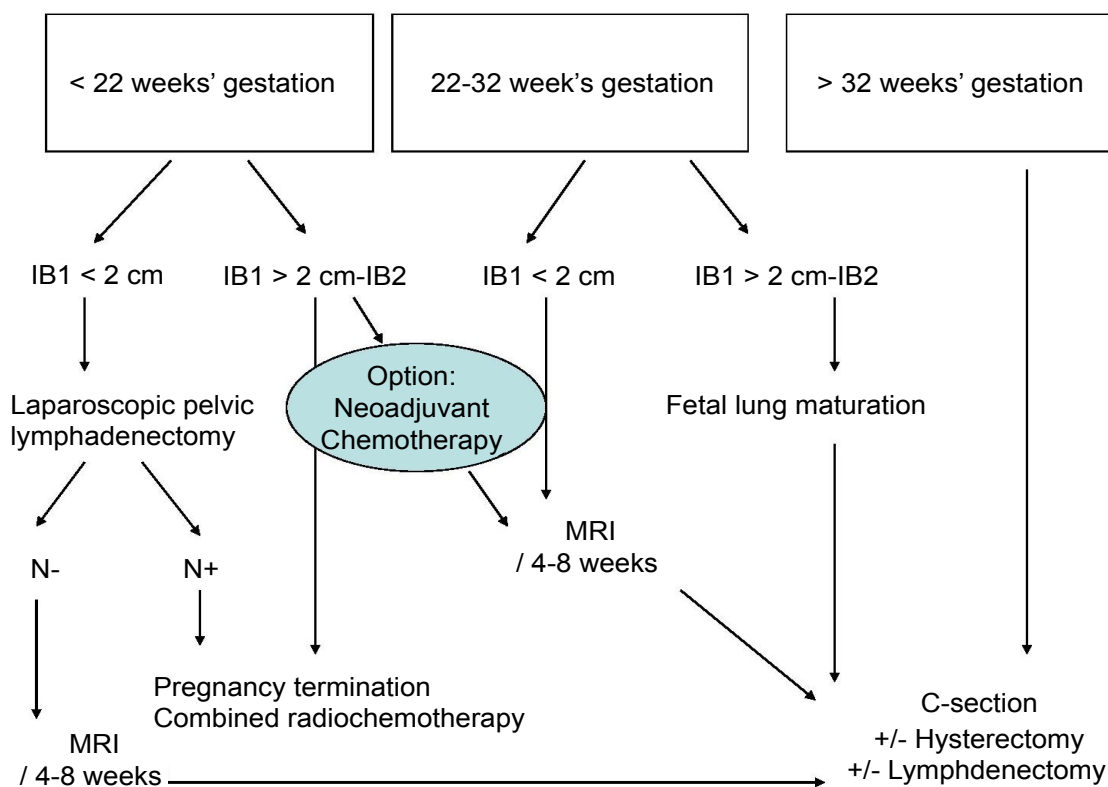 < 22 weeks’ gestation
22-32 week’s gestation
> 32 weeks’ gestation
IB1 < 2 cm
IB1 > 2 cm-IB2
IB1 < 2 cm
IB1 > 2 cm-IB2
Option:
Neoadjuvant
Chemotherapy
Laparoscopic pelvic
lymphadenectomy
Fetal lung maturation
MRI
/ 4-8 weeks
N-
N+
Pregnancy termination
Combined radiochemotherapy
C-section
+/- Hysterectomy
+/- Lymphdenectomy
MRI
/ 4-8 weeks